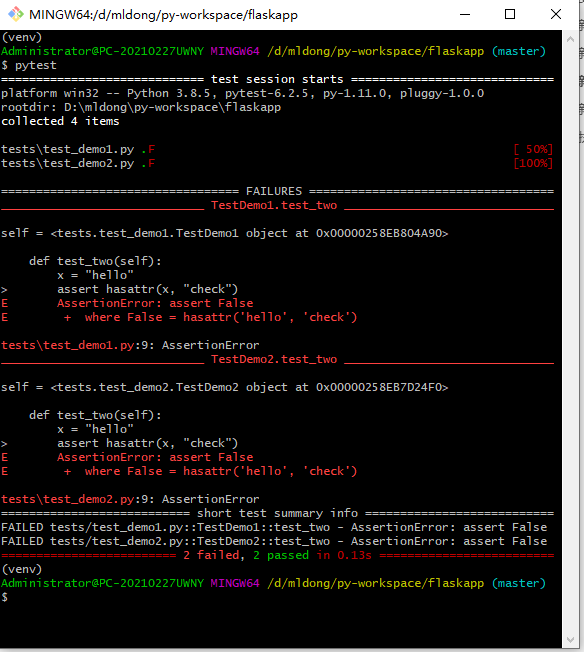 MINGW64:/d/mldong/py-workspace/flaskapp
(venv)
Administrator@PC-20210227UWNY MINGW64 /d/mldong/py-workspace/flaskapp (master)
$ pytest
============================= test session starts =============================
platform win32 -- Python 3.8.5, pytest-6.2.5, py-1.11.0, pluggy-1.0.0
rootdir: D:\mldong\py-workspace\flaskapp
collected 4 items
tests\test_demo1.py .F [ 50%]
tests\test_demo2.py .F [100%]
================================== FAILURES ===================================
_____________________________ TestDemo1.test_two ______________________________
self = <tests.test_demo1.TestDemo1 object at 0x00000258EB804A90>
def test_two(self):
x = "hello"
> assert hasattr(x, "check")
E AssertionError: assert False
E + where False = hasattr('hello', 'check')
tests\test_demo1.py:9: AssertionError
_____________________________ TestDemo2.test_two ______________________________
self = <tests.test_demo2.TestDemo2 object at 0x00000258EB7D24F0>
def test_two(self):
x = "hello"
> assert hasattr(x, "check")
E AssertionError: assert False
E + where False = hasattr('hello', 'check')
tests\test_demo2.py:9: AssertionError
=========================== short test summary info ===========================
FAILED tests/test_demo1.py::TestDemo1::test_two - AssertionError: assert False
FAILED tests/test_demo2.py::TestDemo2::test_two - AssertionError: assert False
========================= 2 failed, 2 passed in 0.13s =========================
(venv)
Administrator@PC-20210227UWNY MINGW64 /d/mldong/py-workspace/flaskapp (master)
$